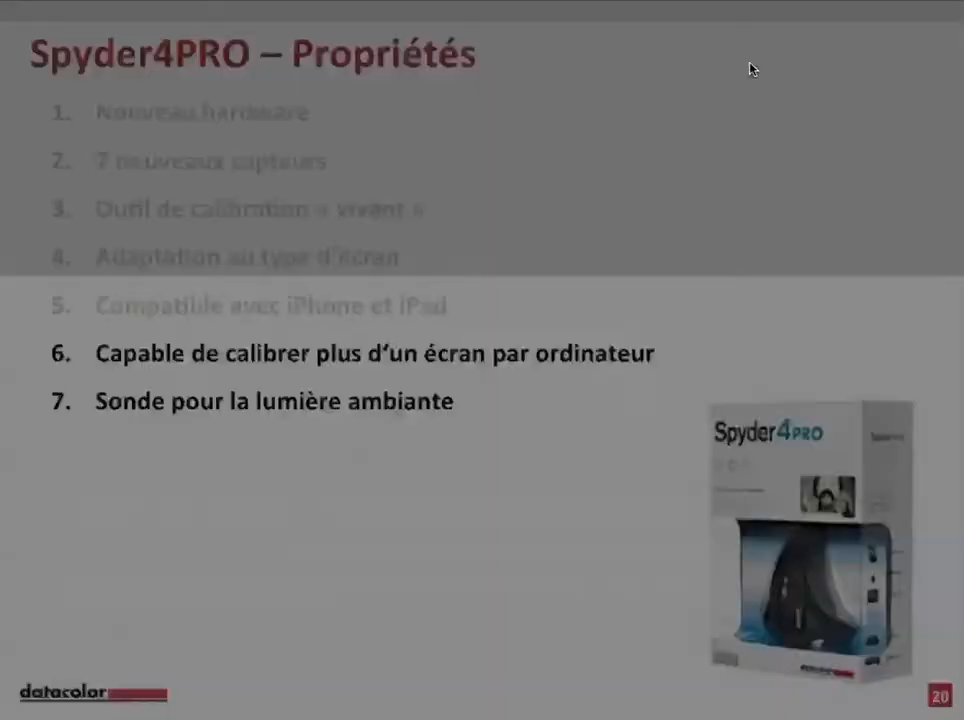 Spyder4PRO – Propriétés
1. Nouveau hardware
2. 7 nouveaux capteurs
3. Outil de calibration « vivant »
4. Adaptation au type d'écran
5. Compatible avec iPhone et iPad
6. Capable de calibrer plus d'un écran par ordinateur
7. Sonde pour la lumière ambiante
Spyder4PRO
datacolor
20